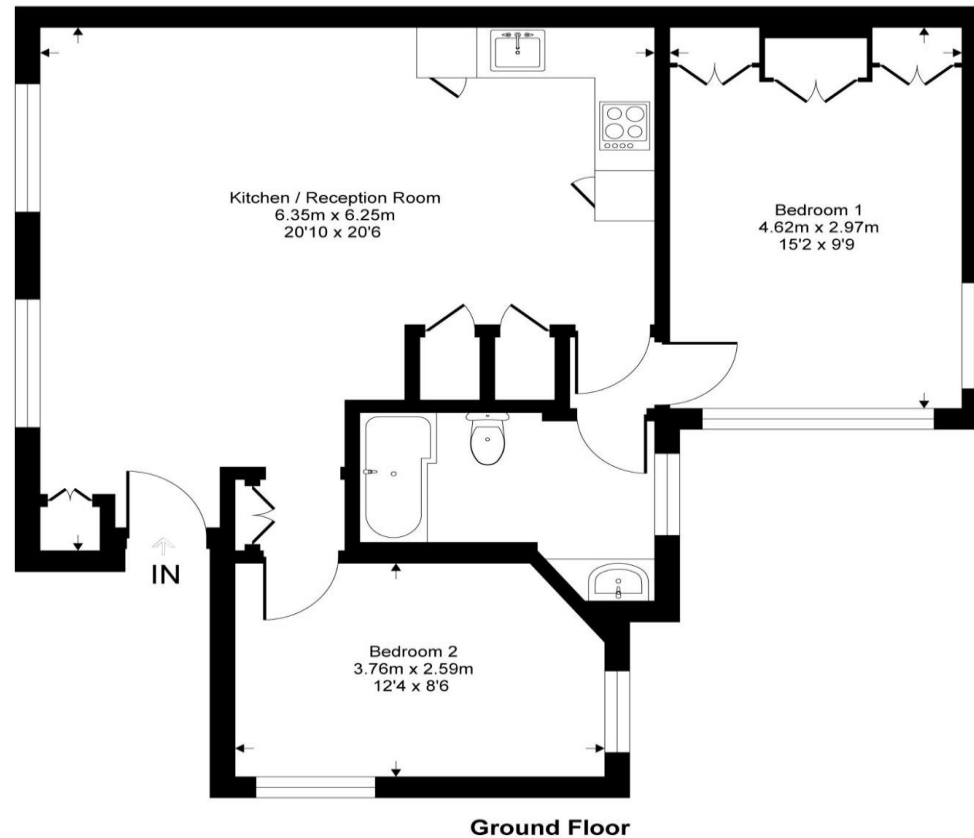 Kitchen / Reception Room
6.35m x 6.25m
20'10 x 20'6
Bedroom 1
4.62m x 2.97m
15'2 x 9'9
IN
Bedroom 2
3.76m x 2.59m
12'4 x 8'6
Ground Floor